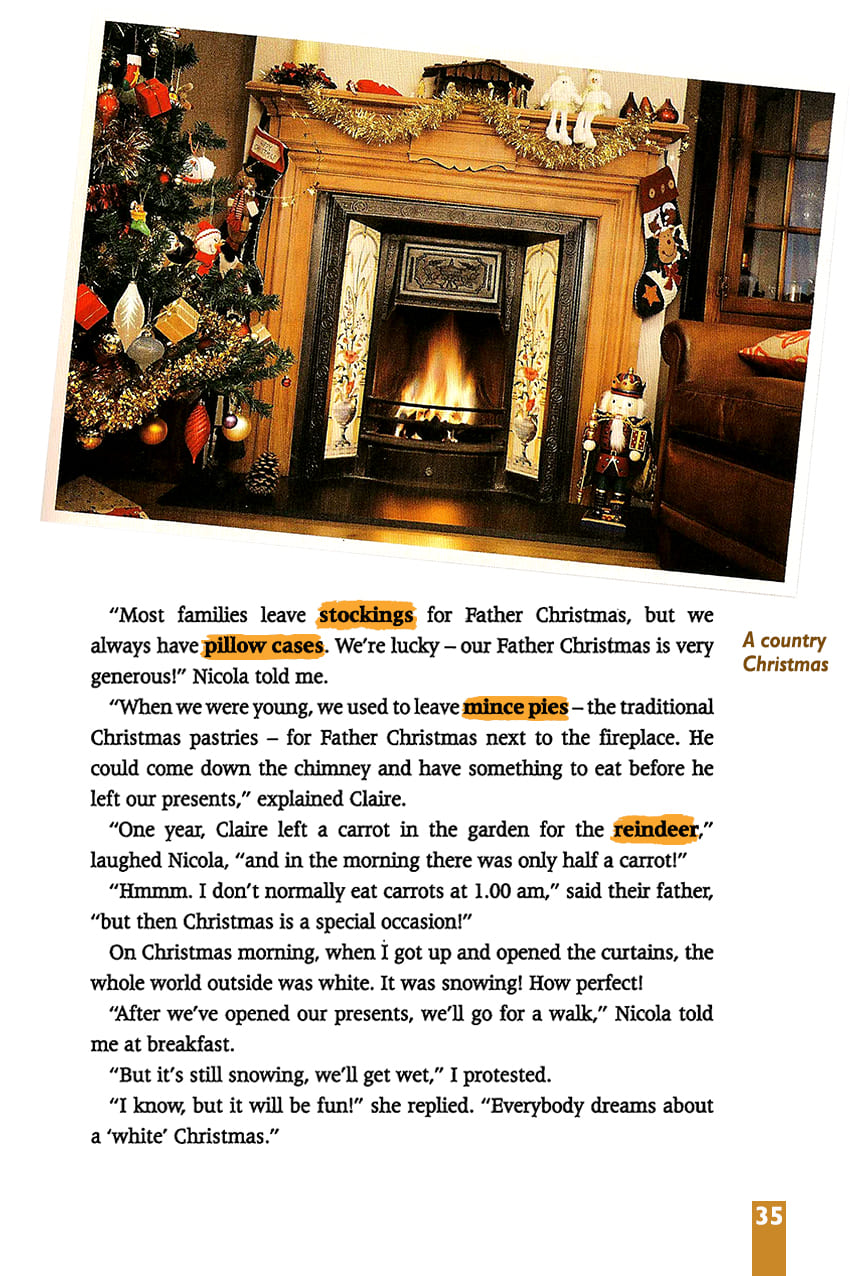 "Most families leave stockings for Father Christmas, but we
always have pillow cases. We're lucky – our Father Christmas is very
generous!" Nicola told me.
"When we were young, we used to leave mince pies – the traditional
Christmas pastries – for Father Christmas next to the fireplace. He
could come down the chimney and have something to eat before he
left our presents," explained Claire.
"One year, Claire left a carrot in the garden for the reindeer,"
laughed Nicola, "and in the morning there was only half a carrot!"
"Hmmm. I don't normally eat carrots at 1.00 am," said their father,
"but then Christmas is a special occasion!"
On Christmas morning, when I got up and opened the curtains, the
whole world outside was white. It was snowing! How perfect!
"After we've opened our presents, we'll go for a walk," Nicola told
me at breakfast.
"But it's still snowing, we'll get wet," I protested.
"I know, but it will be fun!" she replied. "Everybody dreams about
a 'white' Christmas."
A country
Christmas
35